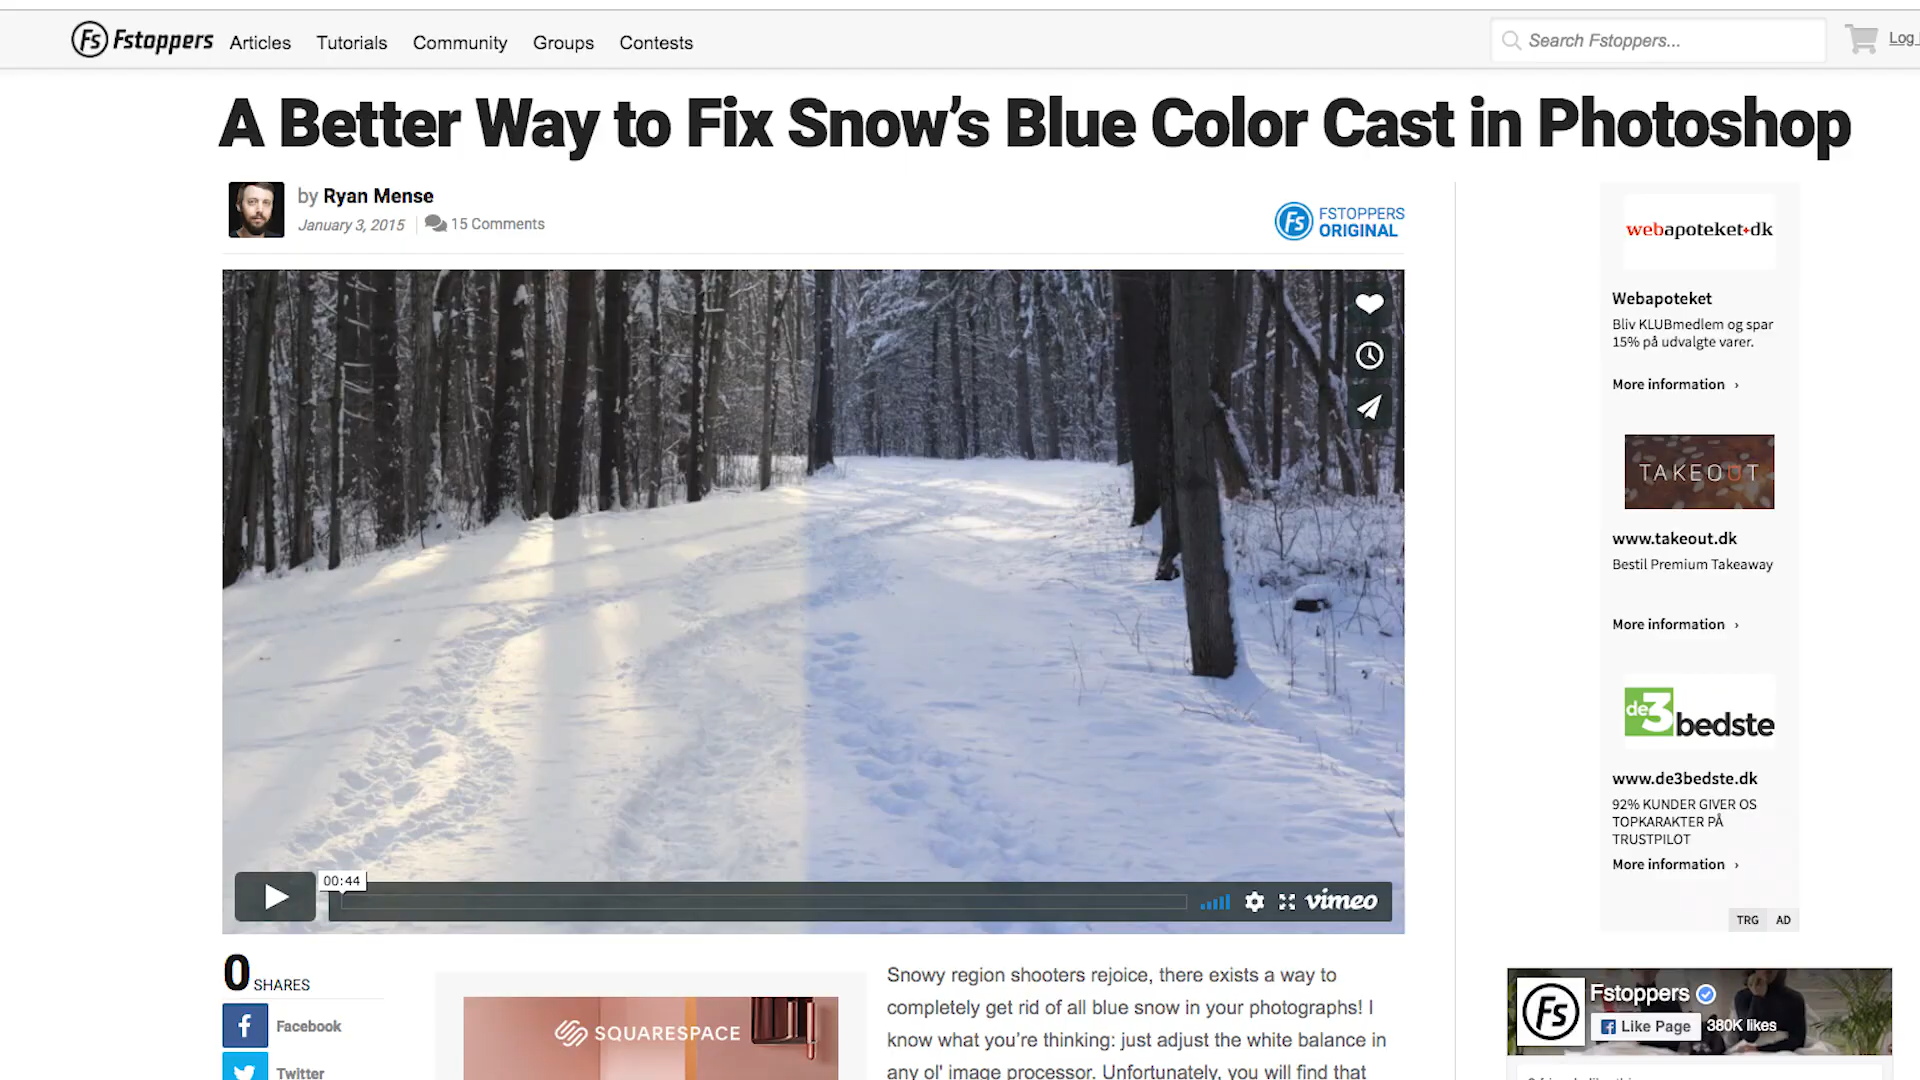 Fs Fstoppers Articles Tutorials Community Groups Contests Search Fstoppers... Log
A Better Way to Fix Snow's Blue Color Cast in Photoshop
by Ryan Mense
January 3, 2015 15 Comments
Fs FSTOPPERS
ORIGINAL
00:44
vimeo
0 SHARES
Facebook
Twitter
SQUARESPACE
Snowy region shooters rejoice, there exists a way to
completely get rid of all blue snow in your photographs! I
know what you're thinking: just adjust the white balance in
any ol' image processor. Unfortunately, you will find that
webapoteket+dk
Webapoteket
Bliv KLUBmedlem og spar
15% på udvalgte varer.
More information ›
TAKEOUT
www.takeout.dk
Bestil Premium Takeaway
More information ›
de3bedste
www.de3bedste.dk
92% KUNDER GIVER OS
TOPKARAKTER PÅ
TRUSTPILOT
More information ›
TRG AD
Fs Fstoppers
Like Page 380K likes